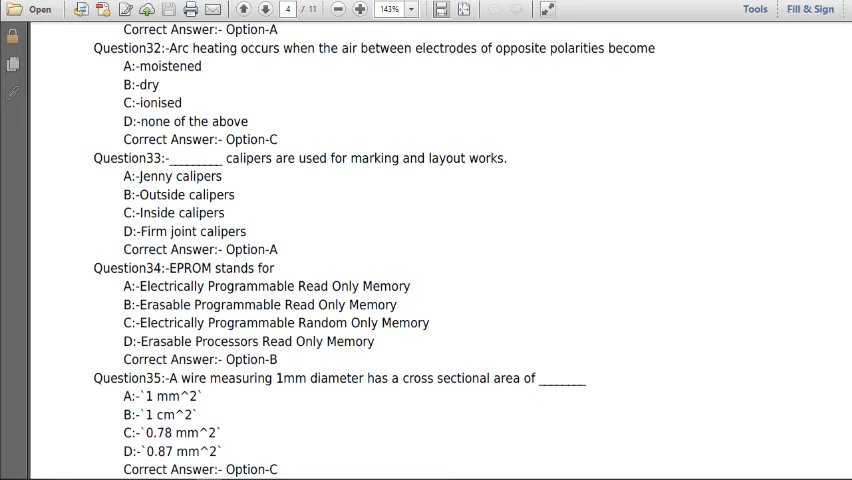 Open 4 / 11 143% Tools Fill & Sign
Correct Answer:- Option-A
Question32:-Arc heating occurs when the air between electrodes of opposite polarities become
A:-moistened
B:-dry
C:-ionised
D:-none of the above
Correct Answer:- Option-C
Question33:-_________ calipers are used for marking and layout works.
A:-Jenny calipers
B:-Outside calipers
C:-Inside calipers
D:-Firm joint calipers
Correct Answer:- Option-A
Question34:-EPROM stands for
A:-Electrically Programmable Read Only Memory
B:-Erasable Programmable Read Only Memory
C:-Electrically Programmable Random Only Memory
D:-Erasable Processors Read Only Memory
Correct Answer:- Option-B
Question35:-A wire measuring 1mm diameter has a cross sectional area of ________
A:-`1 mm^2`
B:-`1 cm^2`
C:-`0.78 mm^2`
D:-`0.87 mm^2`
Correct Answer:- Option-C